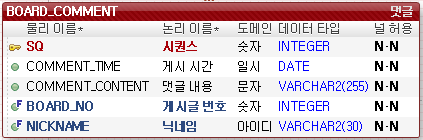 BOARD_COMMENT 댓글
물리 이름* 논리 이름* 도메인 데이터 타입 널 허용
SQ 시퀀스 숫자 INTEGER N-N
COMMENT_TIME 게시 시간 일시 DATE N-N
COMMENT_CONTENT 댓글 내용 문자 VARCHAR2(255) N-N
F BOARD_NO 게시글 번호 숫자 INTEGER N-N
F NICKNAME 닉네임 아이디 VARCHAR2(30) N-N